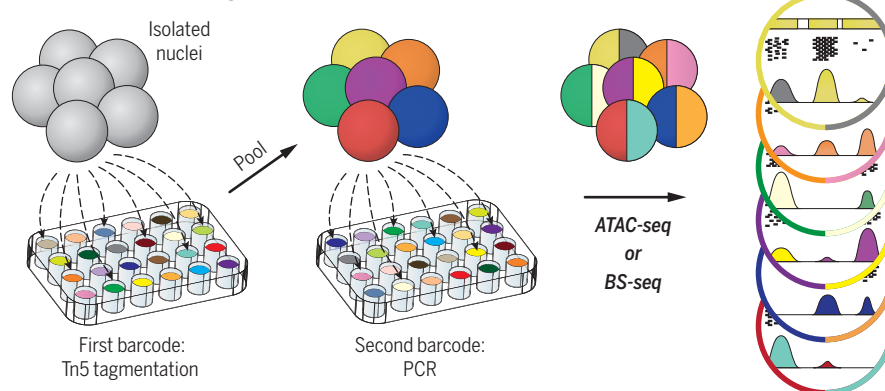 Isolated
nuclei
Pool
ATAC-seq
or
BS-seq
First barcode:
Tn5 tagmentation
Second barcode:
PCR